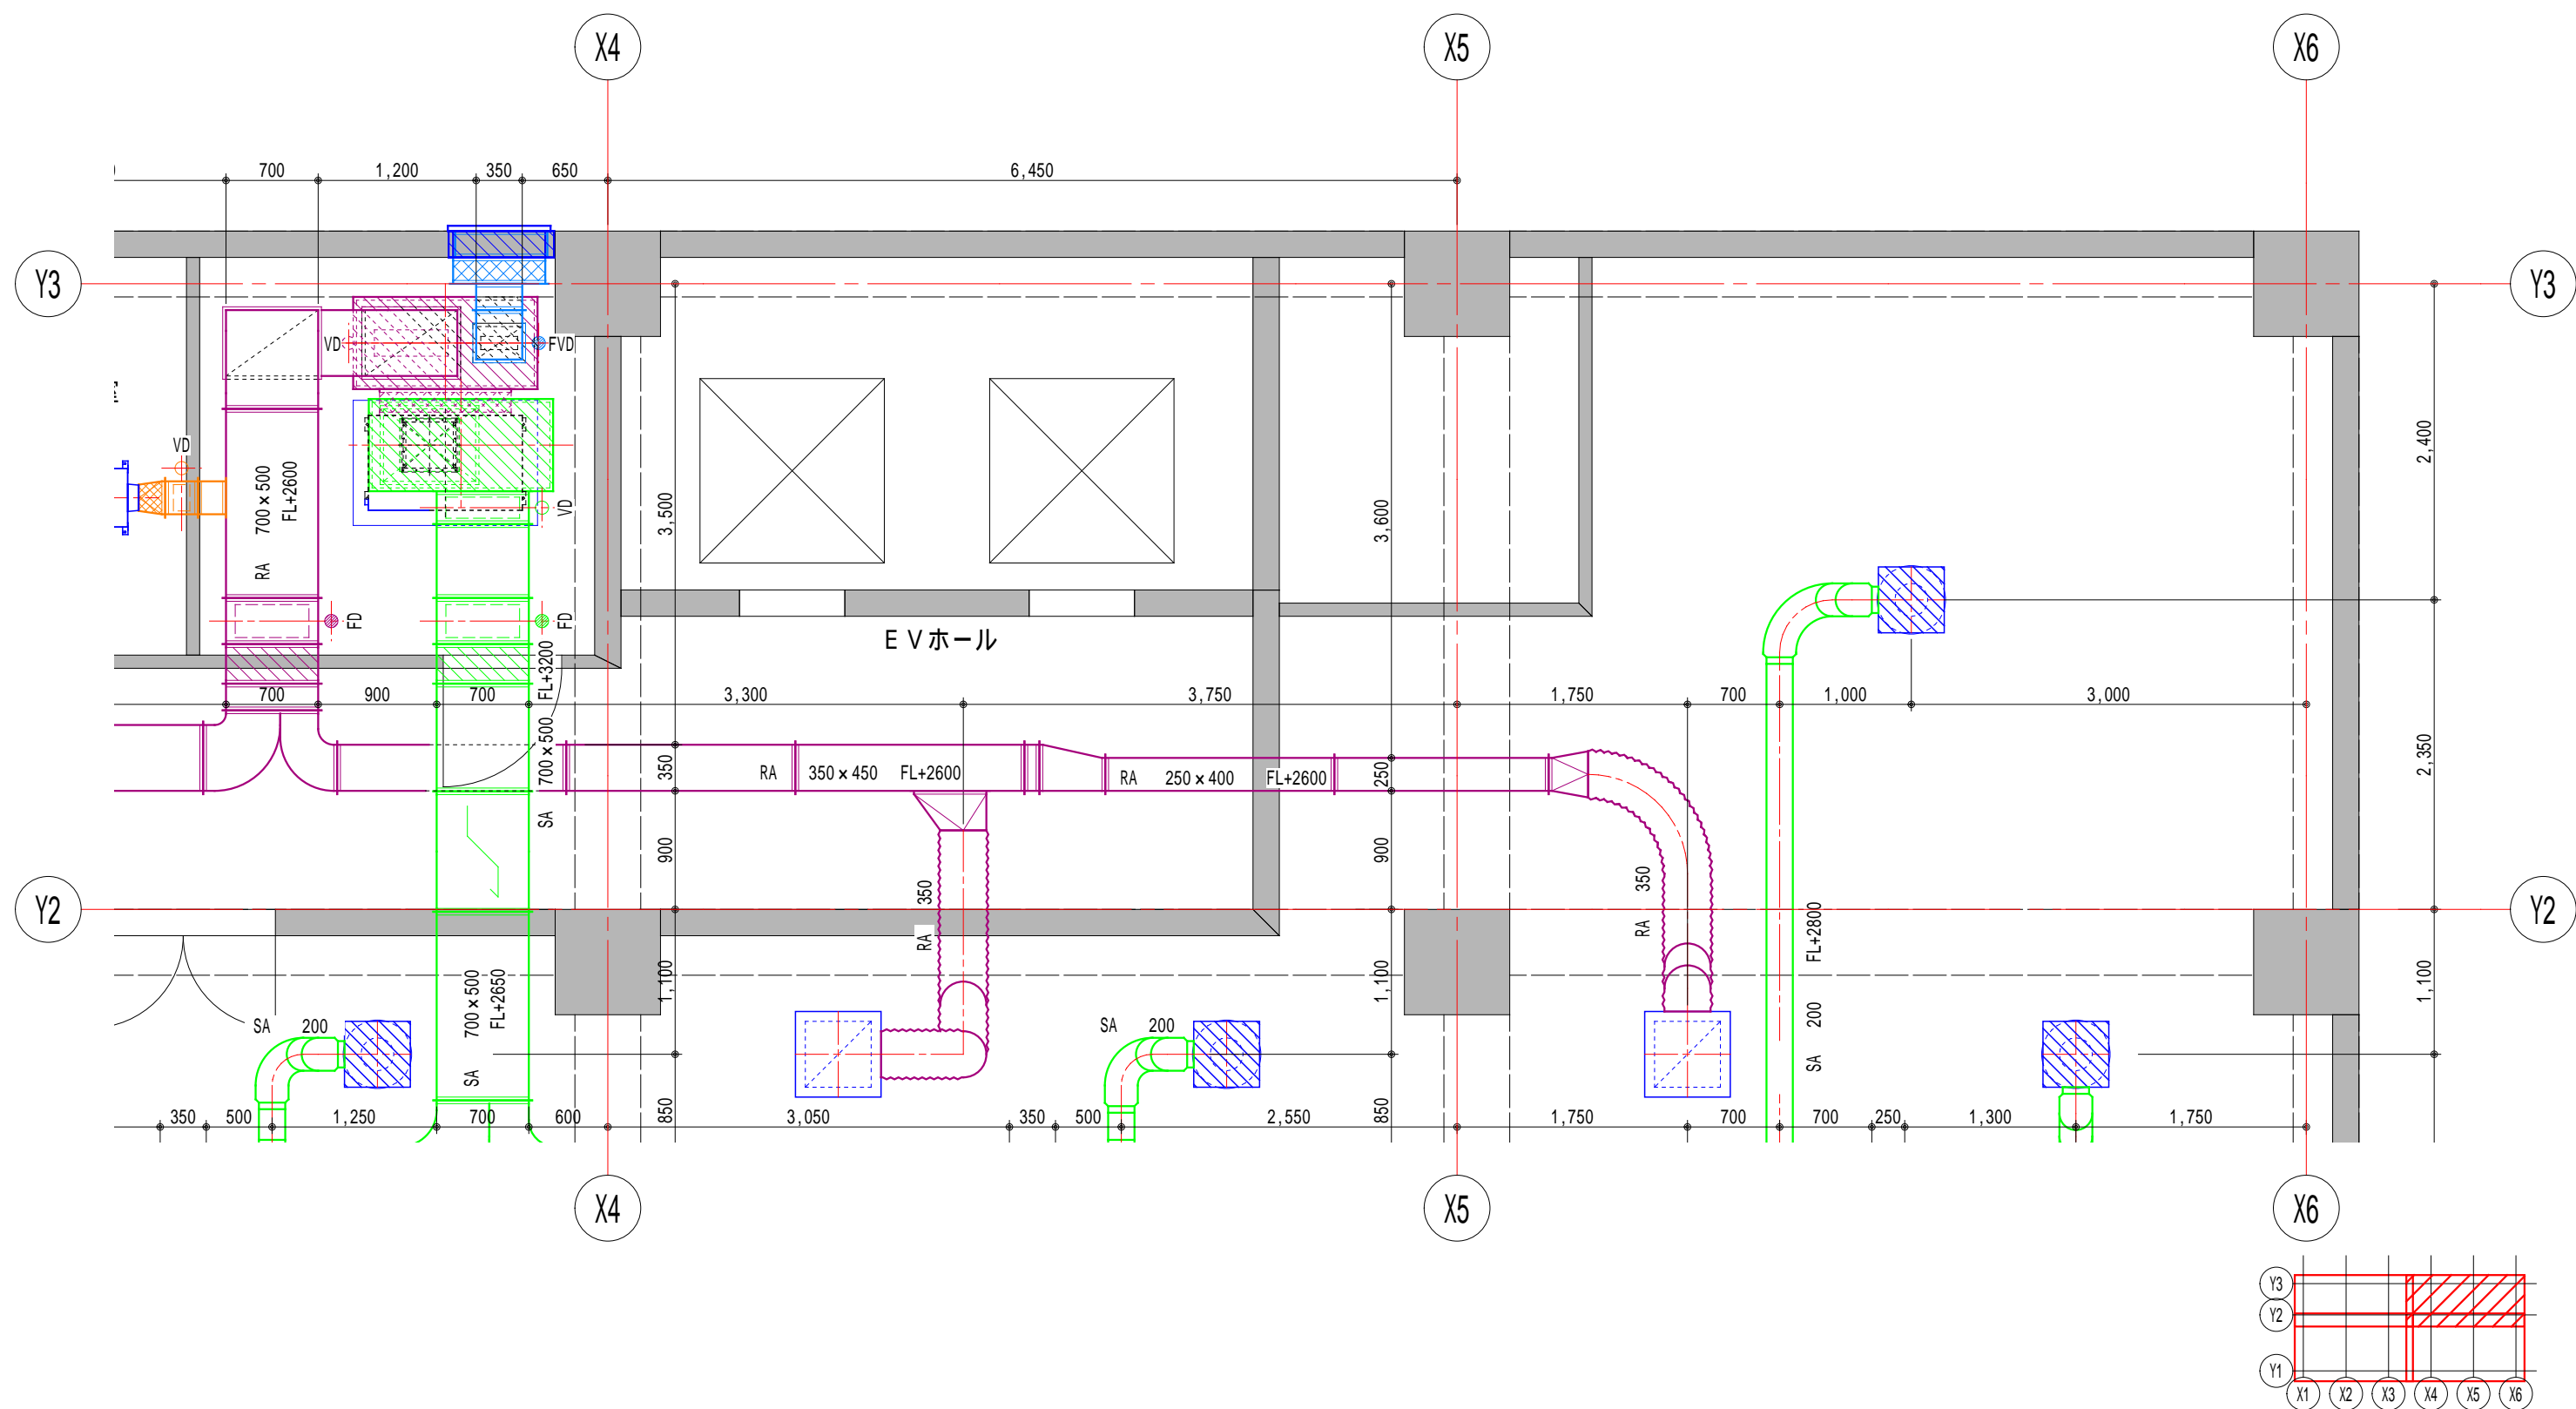 X4
X5
X6
700
1,200
350
650
6,450
Y3
Y3
VD
FVD
VD
700×500
FL+2600
RA
VD
3,500
3,600
2,400
FD
FD
EVホール
FL+3200
700×500
SA
700
900
700
3,300
3,750
1,750
700
1,000
3,000
RA
350×450
FL+2600
350
RA
250×400
FL+2600
250
2,350
900
900
350
RA
350
RA
Y2
Y2
FL+2800
200
SA
700×500
FL+2650
SA
1,100
1,100
1,100
SA
200
SA
200
350
500
1,250
700
600
850
3,050
350
500
2,550
850
1,750
700
700
250
1,300
1,750
X4
X5
X6
Y3
Y2
Y1
X1
X2
X3
X4
X5
X6